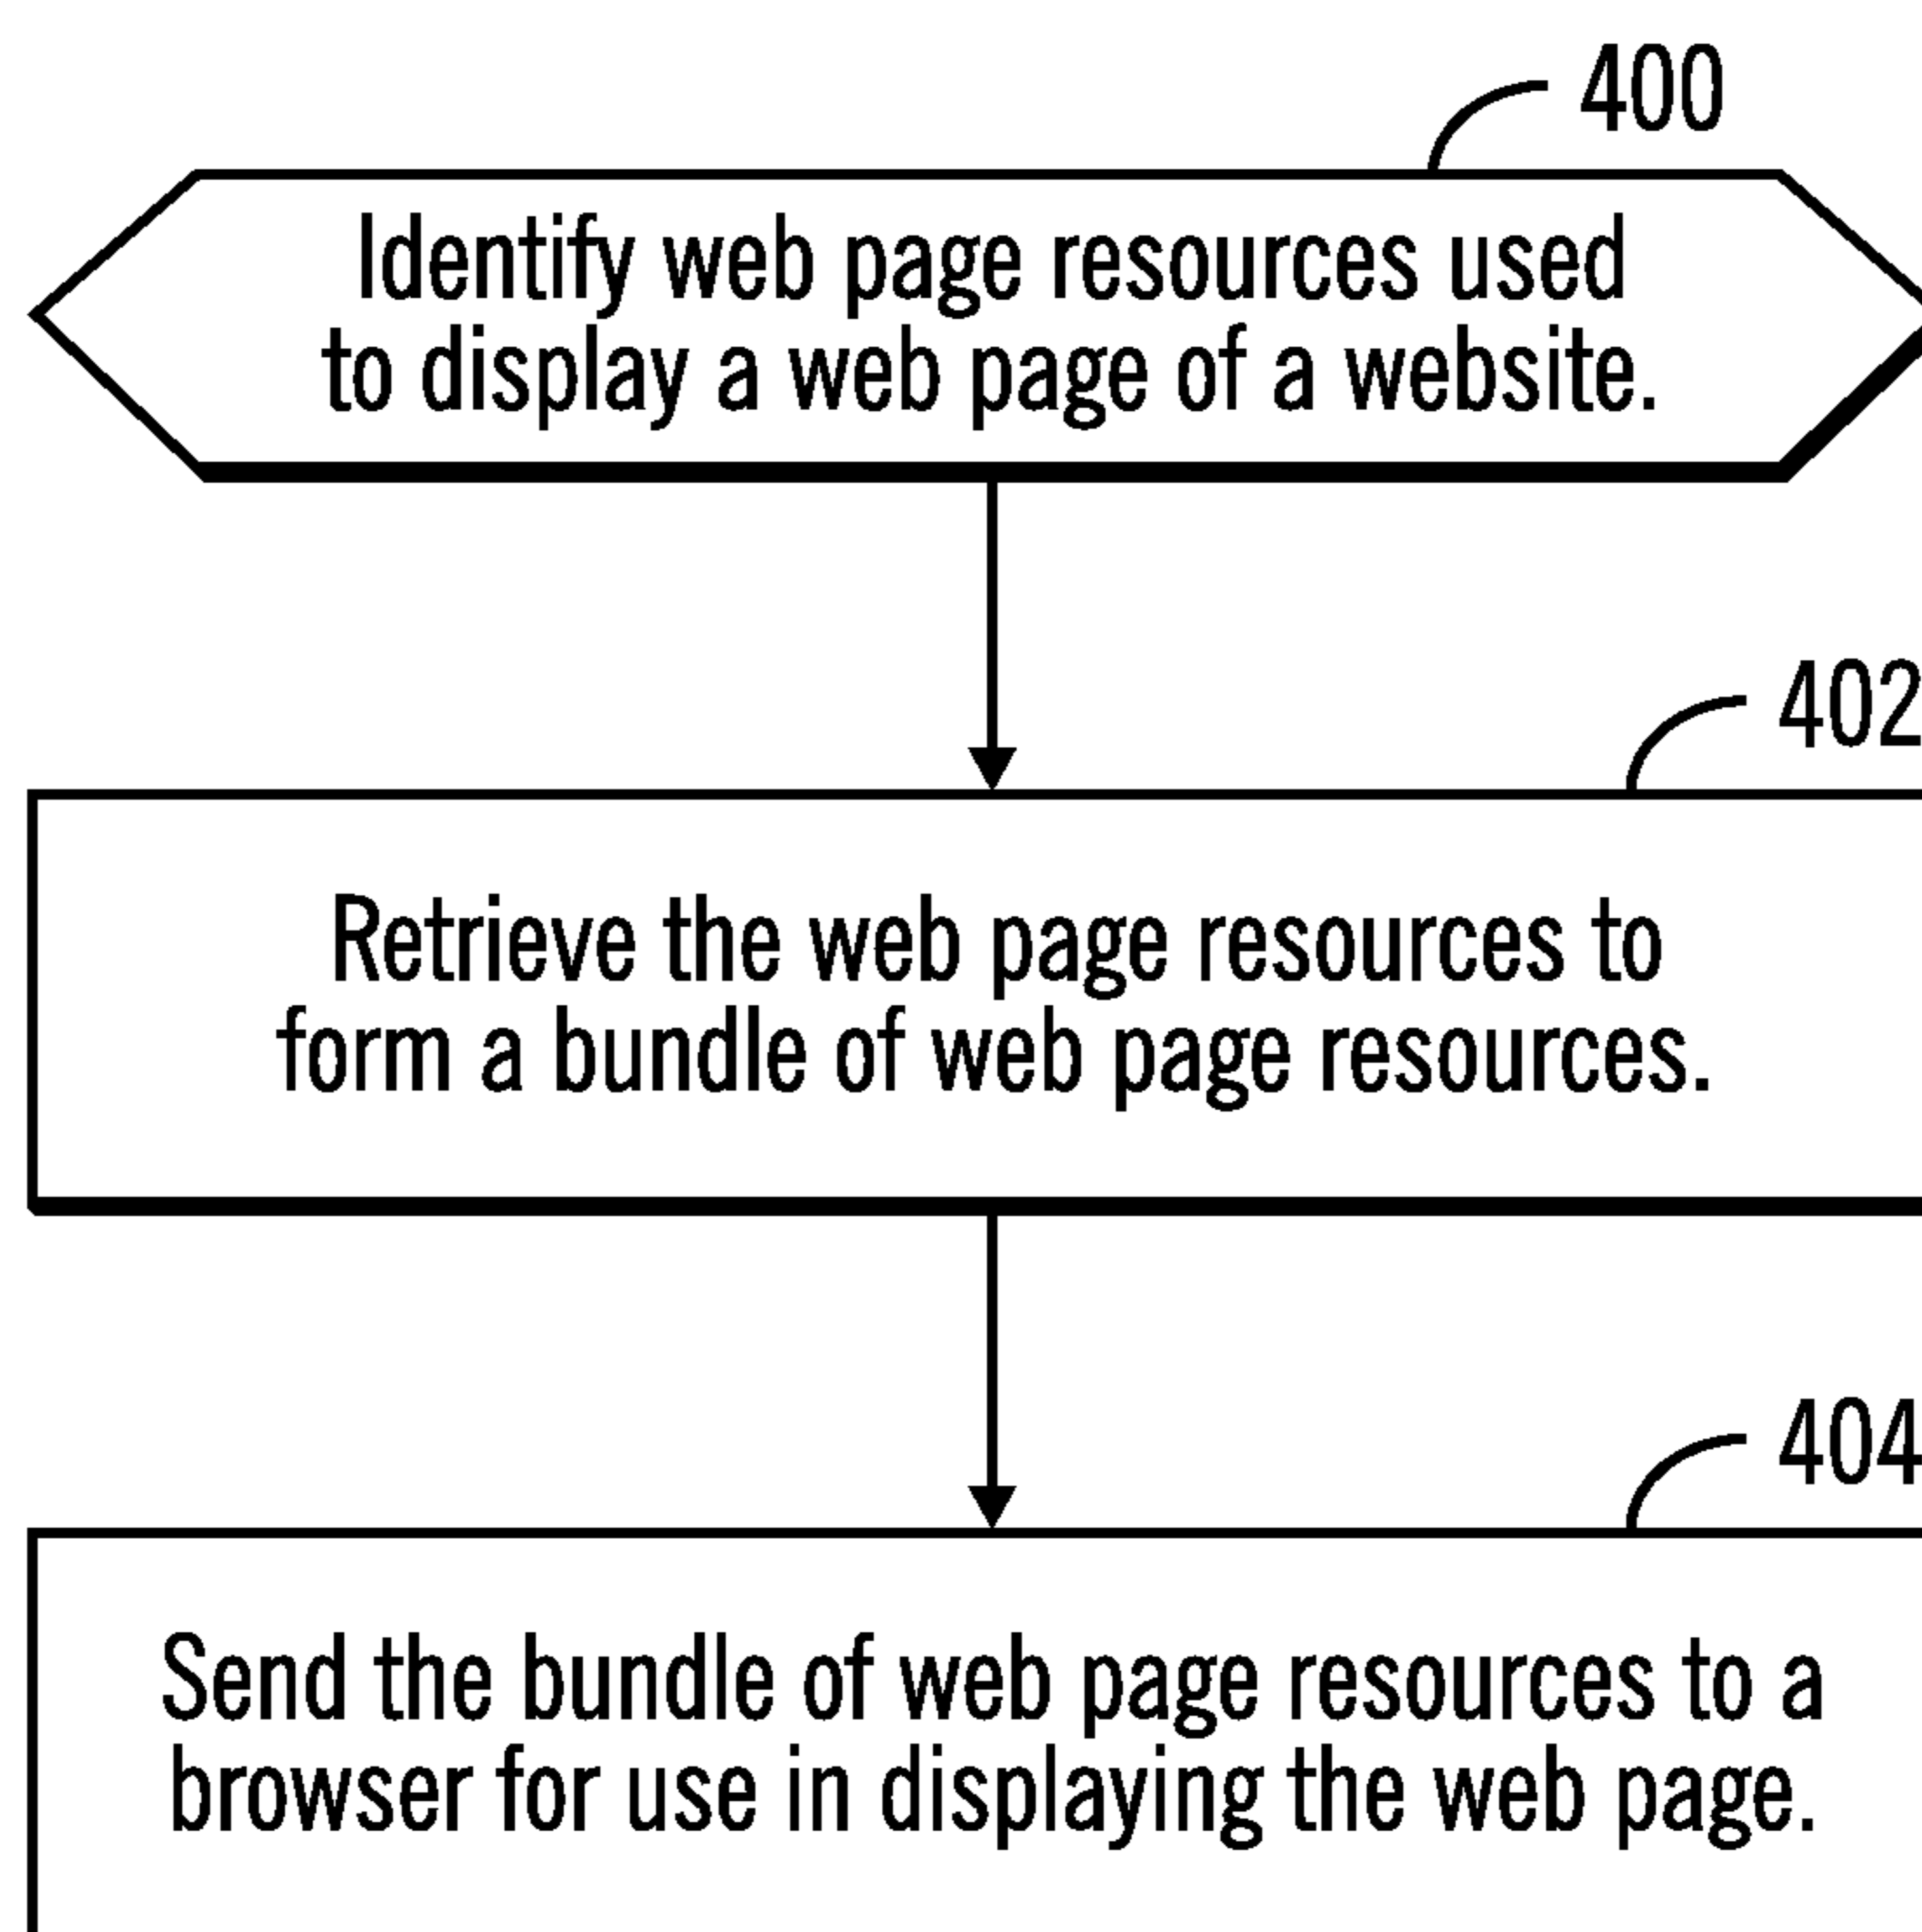 400
Identify web page resources used
to display a web page of a website.
402
Retrieve the web page resources to
form a bundle of web page resources.
404
Send the bundle of web page resources to a
browser for use in displaying the web page.